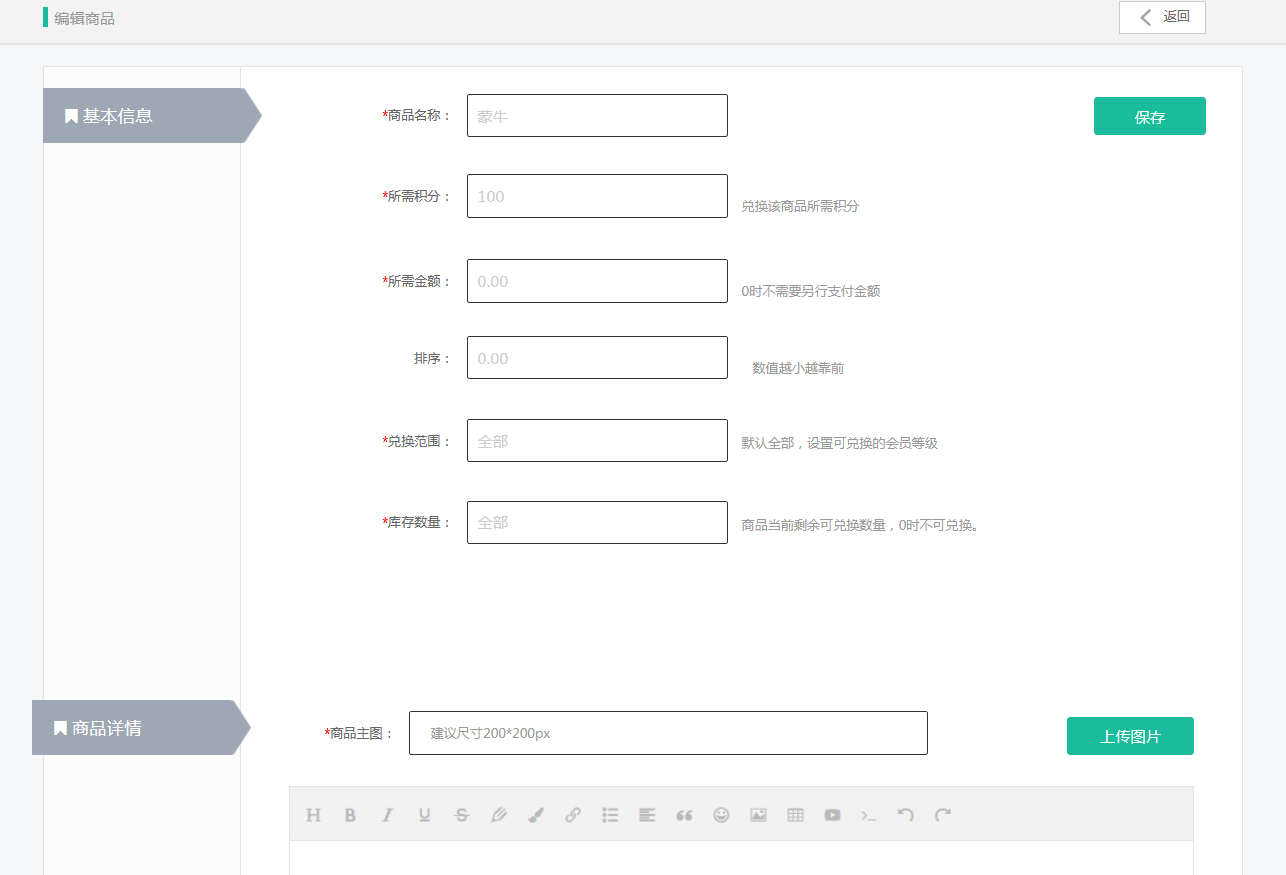 编辑商品
返回
基本信息
*商品名称：
蒙牛
保存
*所需积分：
100
兑换该商品所需积分
*所需金额：
0.00
0时不需要另行支付金额
排序：
0.00
数值越小越靠前
*兑换范围：
全部
默认全部，设置可兑换的会员等级
*库存数量：
全部
商品当前剩余可兑换数量，0时不可兑换。
商品详情
*商品主图：
建议尺寸200*200px
上传图片